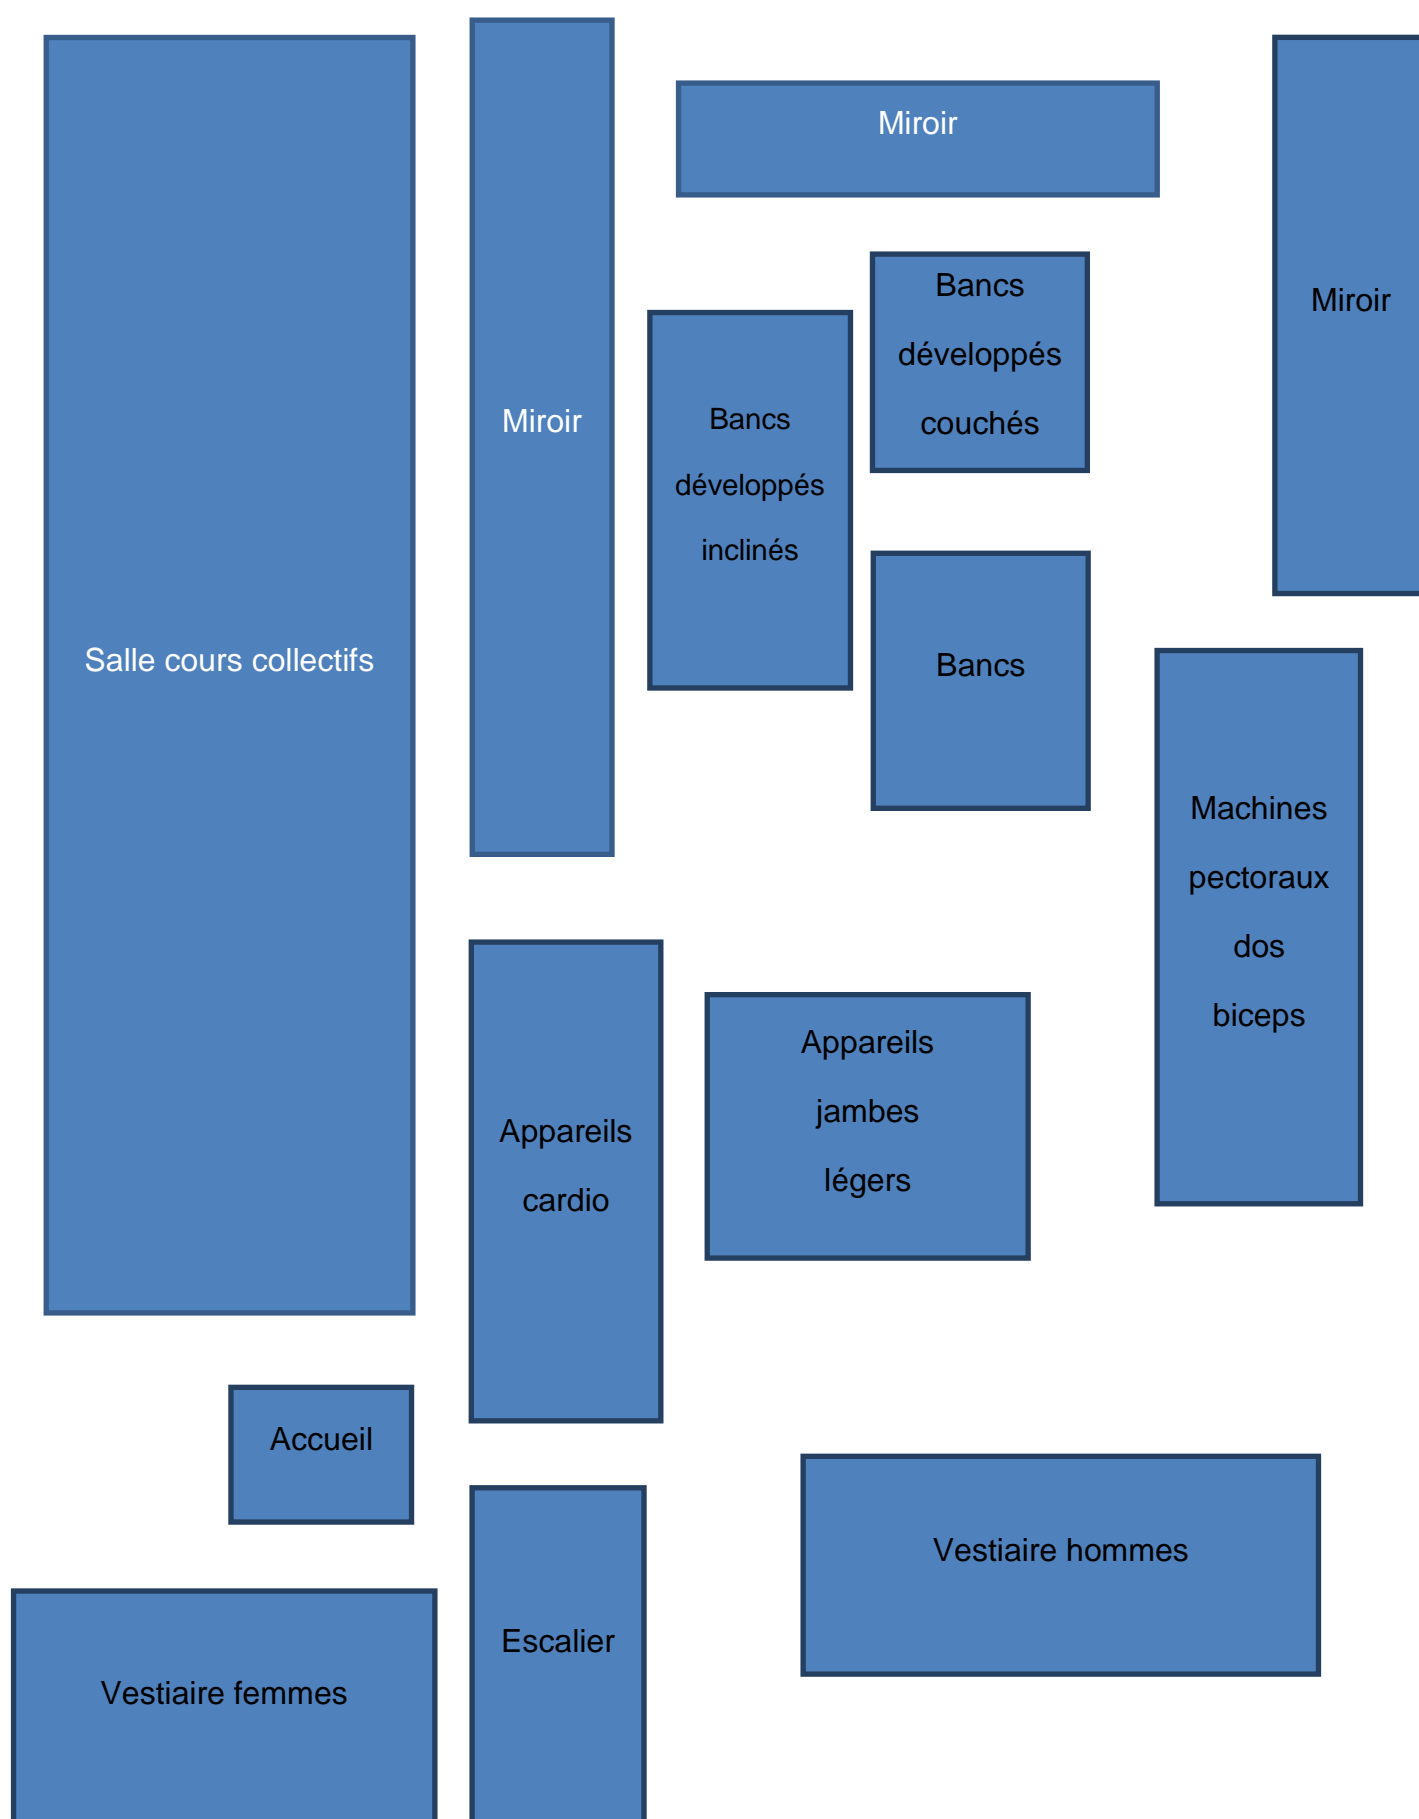 Miroir
Miroir
Miroir
Bancs
développés
couchés
Bancs
développés
inclinés
Salle cours collectifs
Bancs
Machines
pectoraux
dos
biceps
Appareils
cardio
Appareils
jambes
légers
Accueil
Vestiaire hommes
Escalier
Vestiaire femmes